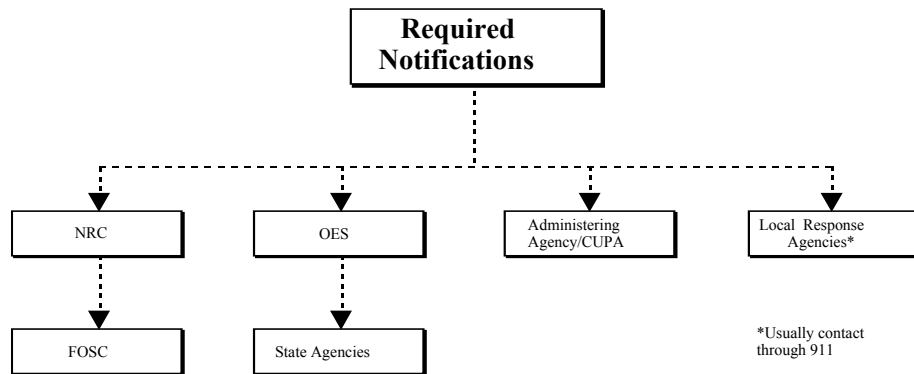 Required
Notifications
NRC
OES
Administering
Agency/CUPA
Local Response
Agencies*
FOSC
State Agencies
*Usually contact
through 911